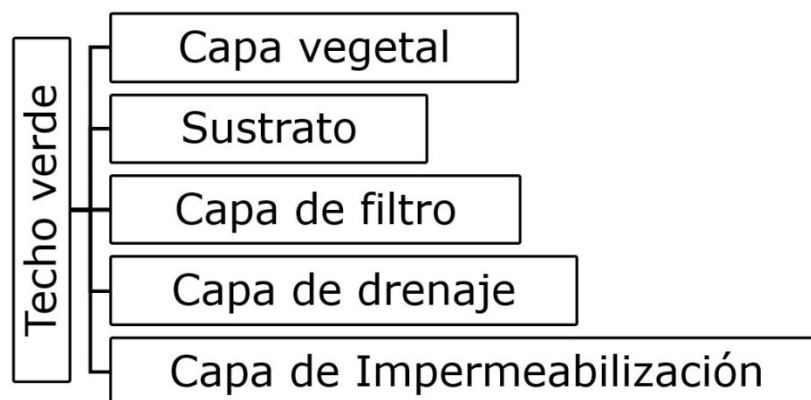 Techo verde
Capa vegetal
Sustrato
Capa de filtro
Capa de drenaje
Capa de Impermeabilización